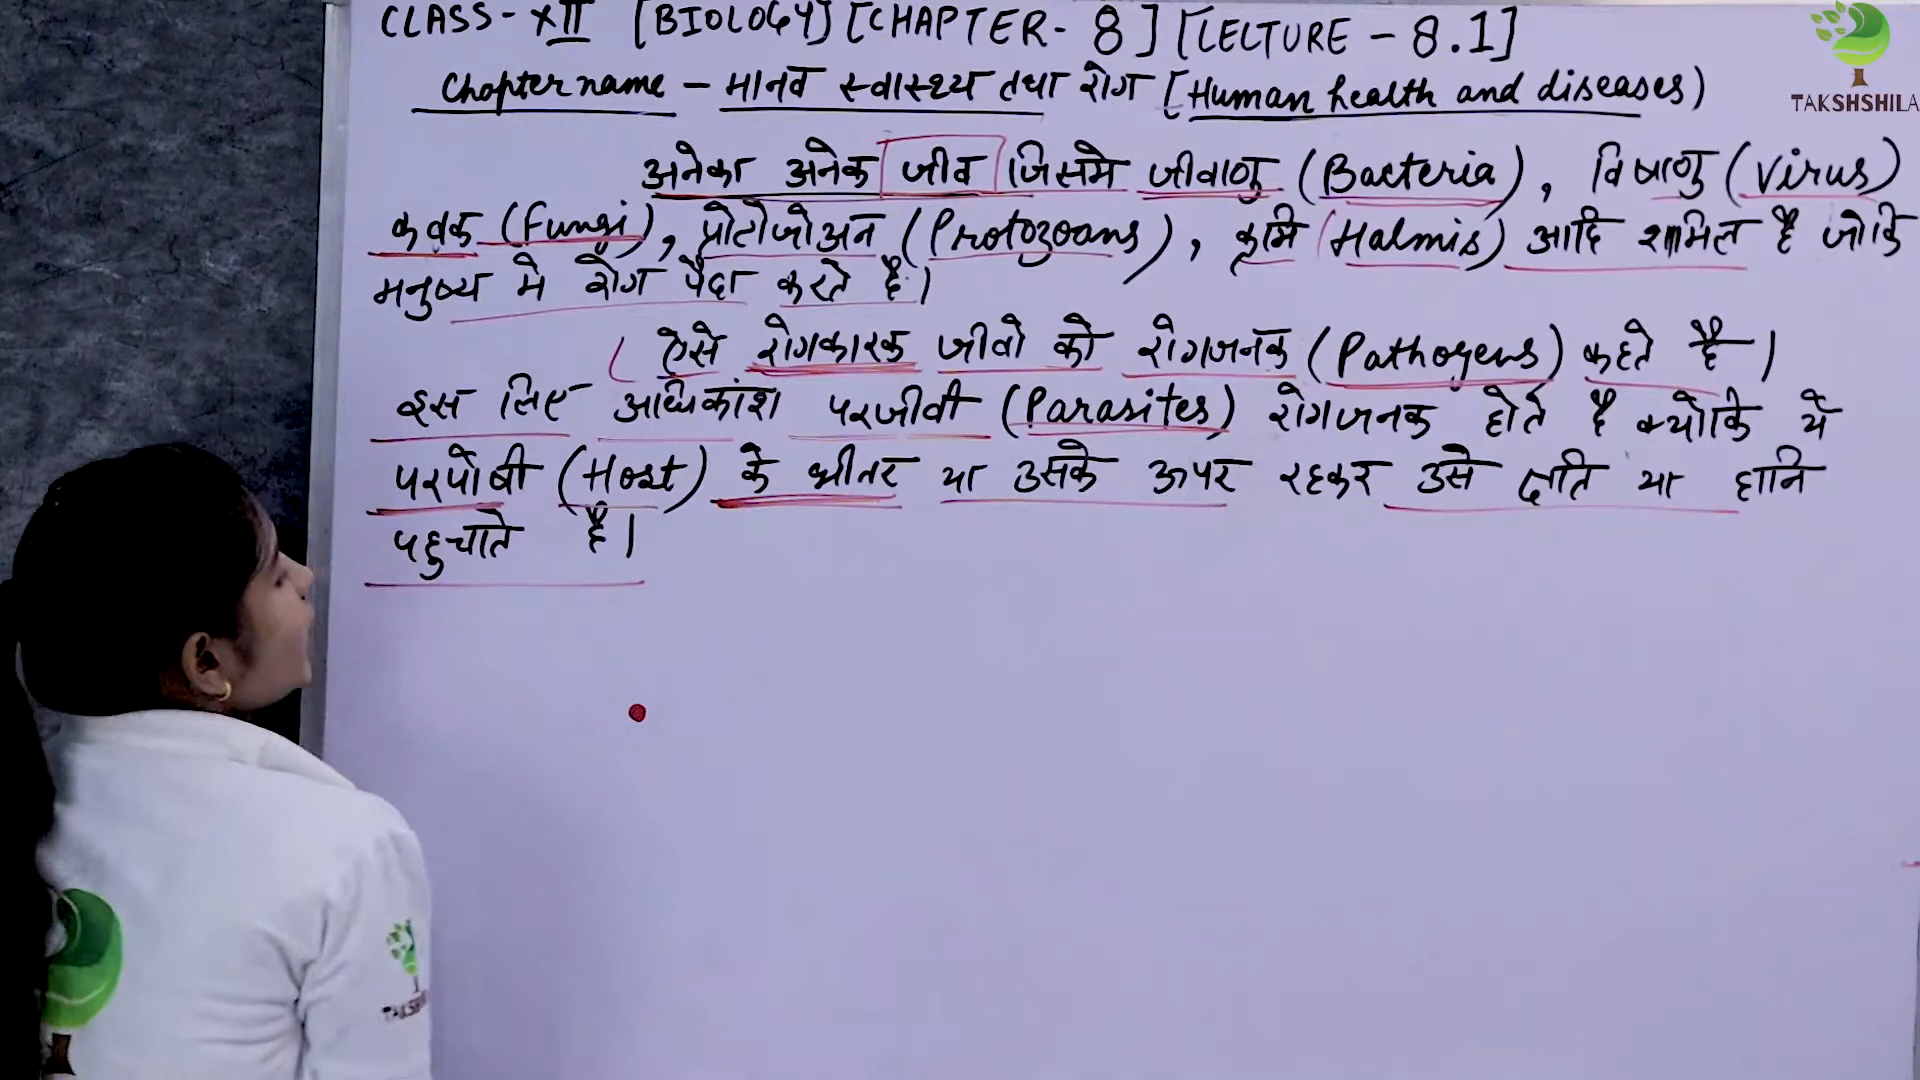 CLASS - XII [BIOLOGY] [CHAPTER - 8] [LECTURE - 8.1]
Chapter name - मानव स्वास्थ्य तथा रोग [Human health and diseases)
TAKSHSHILA
अनेका अनेक जीव जिसमे जीवाणु (Bacteria), विषाणु (Virus)
कवक (Fungi), प्रोटोजोअन (Protozoans), कृमि (Halmis) आदि शामिल है जोकि
मनुष्य मे रोग पैदा करते है।
ऐसे रोगकारक जीवो को रोगजनक (Pathogens) कहते है।
इस लिए अधिकांश परजीवी (Parasites) रोगजनक होते है क्योकि ये
परपोषी (Host) के भीतर या उसके ऊपर रहकर उसे क्षति या हानि
पहुचाते है।